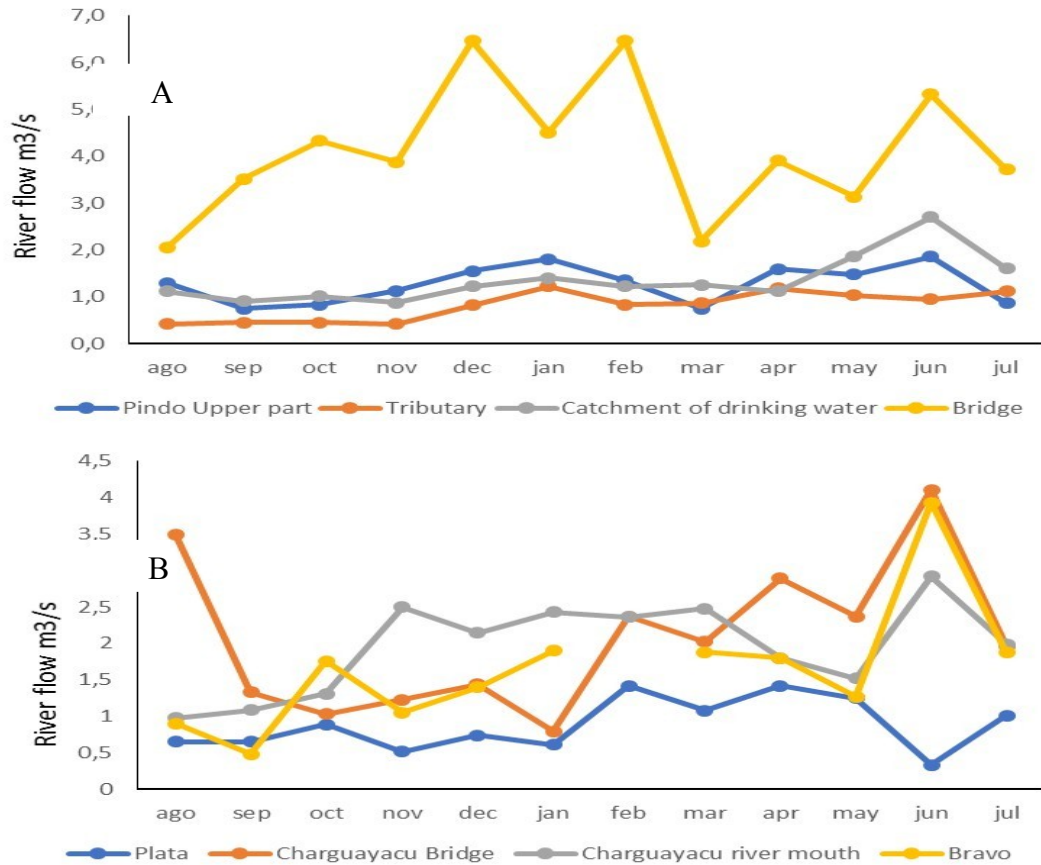 7,0
6,0
A
5,0
4,0
3,0
2,0
1,0
0,0
River flow m3/s
ago sep oct nov dec jan feb mar apr may jun jul
Pindo Upper part Tributary Catchment of drinking water Bridge
4,5
4
3,5
B
2,5
2
1,5
1
0,5
0
River flow m3/s
ago sep oct nov dec jan feb mar apr may jun jul
Plata Charguayacu Bridge Charguayacu river mouth Bravo